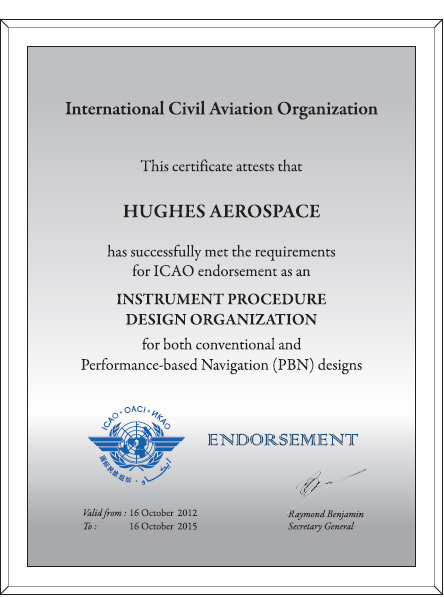 International Civil Aviation Organization
This certificate attests that
HUGHES AEROSPACE
has successfully met the requirements
for ICAO endorsement as an
INSTRUMENT PROCEDURE
DESIGN ORGANIZATION
for both conventional and
Performance-based Navigation (PBN) designs
ICAO · OACI · ИКАО
国际民航组织 · إيكاو
ENDORSEMENT
Valid from : 16 October 2012
To : 16 October 2015
Raymond Benjamin
Secretary General